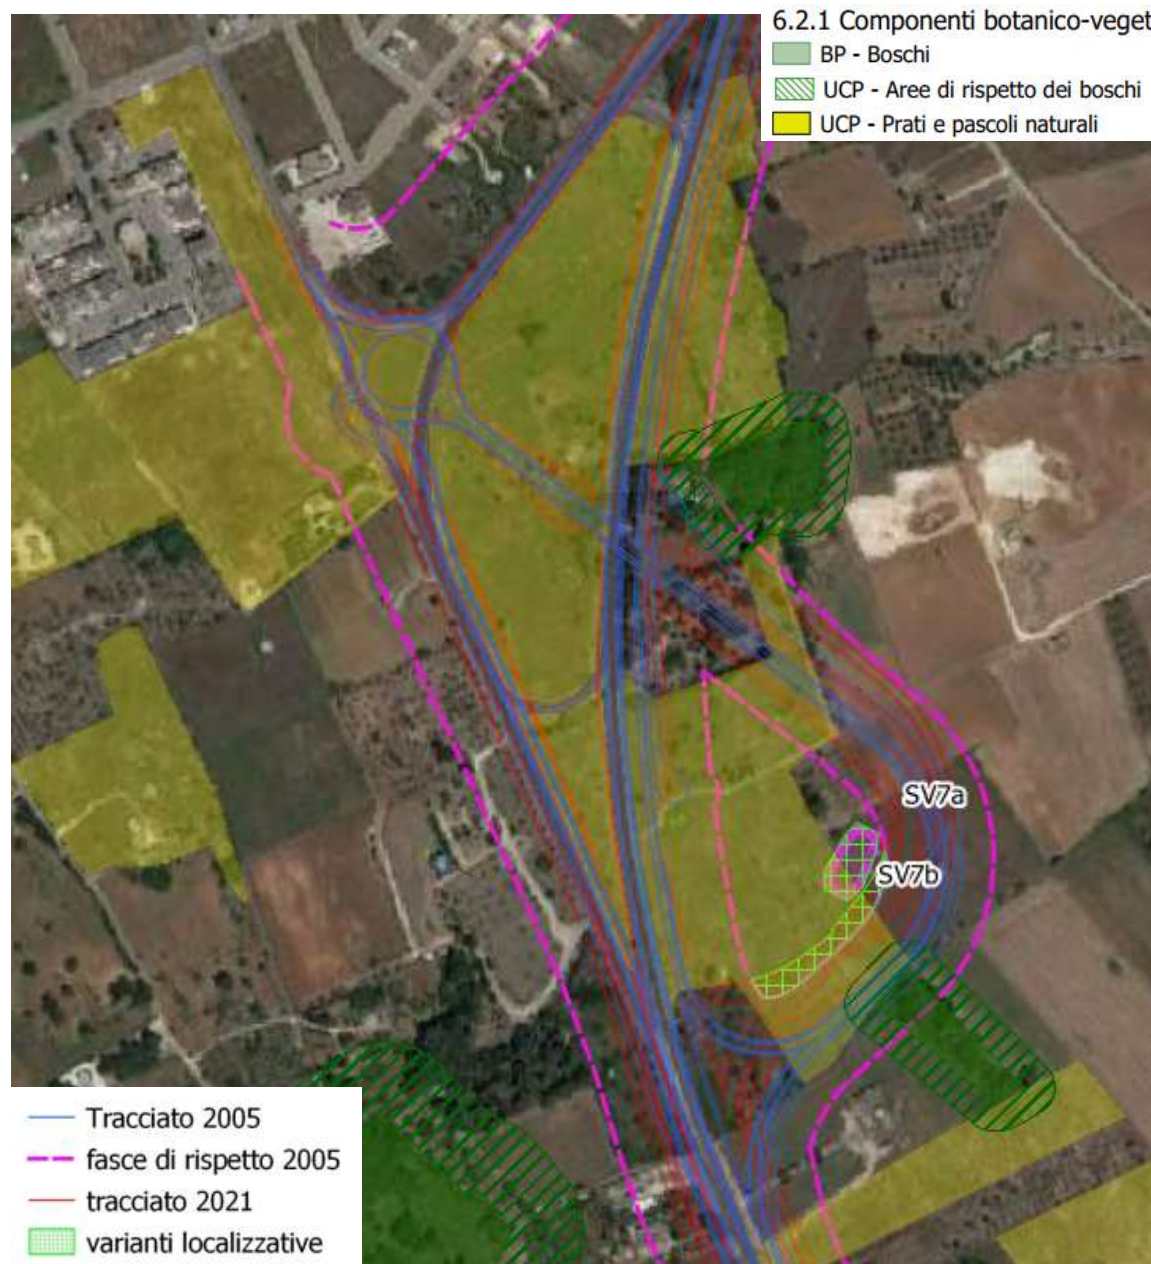 6.2.1 Componenti botanico-veget
BP - Boschi
UCP - Aree di rispetto dei boschi
UCP - Prati e pascoli naturali
SV7a
SV7b
Tracciato 2005
fasce di rispetto 2005
tracciato 2021
varianti localizzative